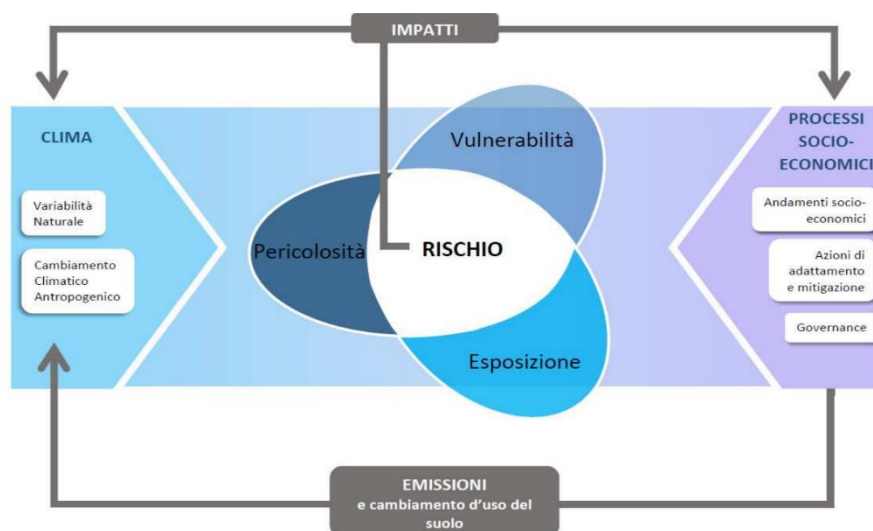 IMPATTI
CLIMA
Variabilità
Naturale
Cambiamento
Climatico
Antropogenico
Vulnerabilità
Pericolosità
RISCHIO
Esposizione
PROCESSI
SOCIO-
ECONOMICI
Andamenti socio-
economici
Azioni di
adattamento
e mitigazione
Governance
EMISSIONI
e cambiamento d'uso del
suolo